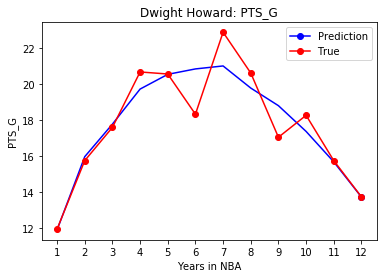 Dwight Howard: PTS_G
Prediction
True
22
20
18
16
14
12
PTS_G
1 2 3 4 5 6 7 8 9 10 11 12
Years in NBA